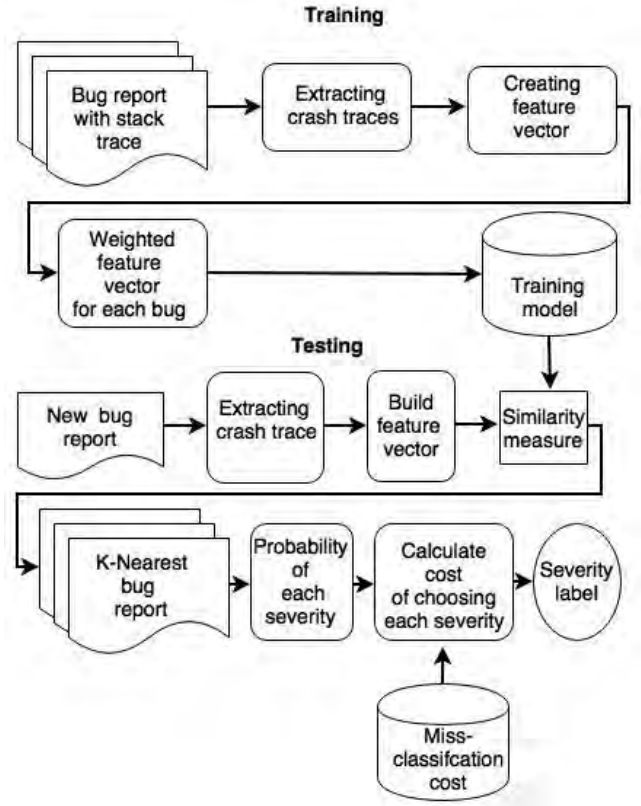 Training
Bug report
with stack
trace
Extracting
crash traces
Creating
feature
vector
Weighted
feature
vector
for each bug
Training
model
Testing
New bug
report
Extracting
crash trace
Build
feature
vector
Similarity
measure
K-Nearest
bug
report
Probability
of
each
severity
Calculate
cost
of choosing
each severity
Severity
label
Miss-
classifcation
cost